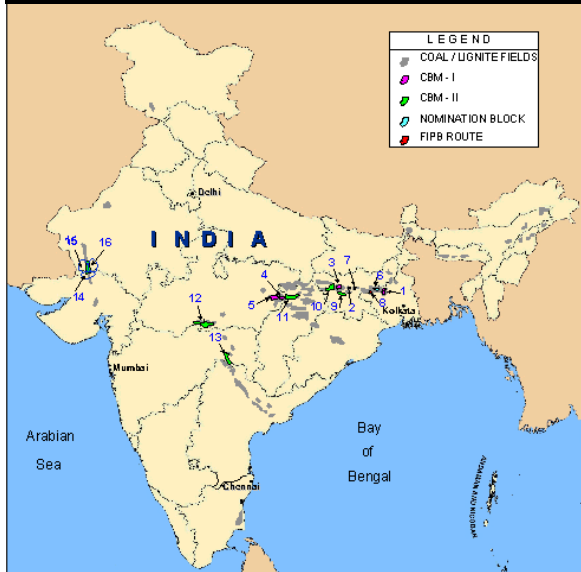 LEGEND
COAL / LIGNITE FIELDS
CBM - I
CBM - II
NOMINATION BLOCK
FIPB ROUTE
Delhi
INDIA
15 16
14
3 7 6
4
5
11
10 9 2 8 1
Kolkata
12
13
Mumbai
Arabian
Sea
Bay
of
Bengal
Chennai